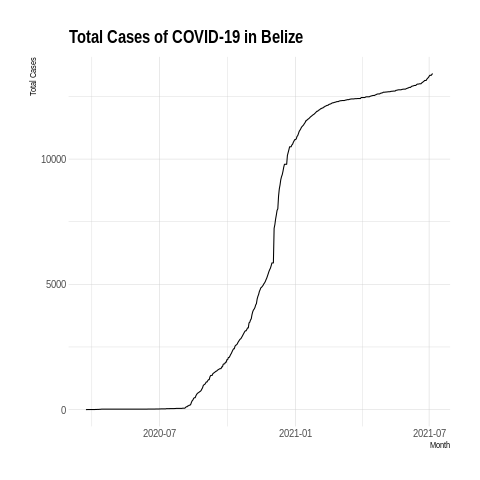 Total Cases of COVID-19 in Belize
Total Cases
10000
5000
0
2020-07
2021-01
2021-07
Month